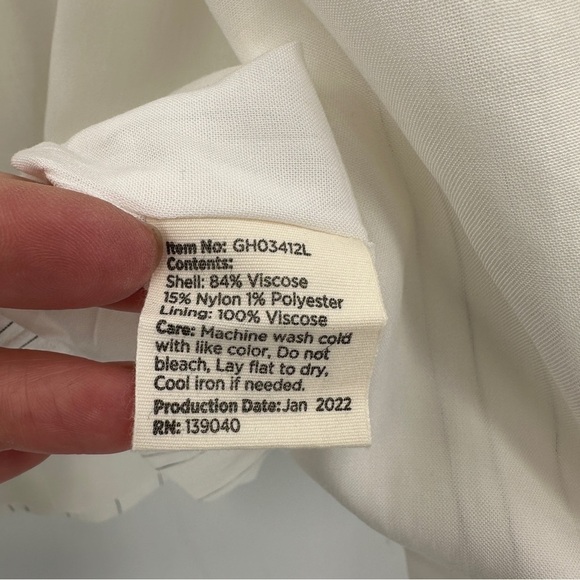 Item No: GH03412L
Contents:
Shell: 84% Viscose
15% Nylon 1% Polyester
Lining: 100% Viscose
Care: Machine wash cold
with like color, Do not
bleach, Lay flat to dry,
Cool iron if needed.
Production Date: Jan 2022
RN: 139040